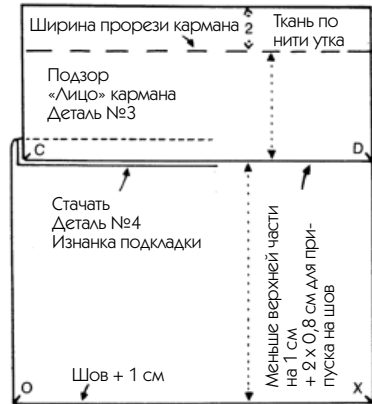 Ширина прорези кармана
2
Ткань по
нити утка
Подзор
«Лицо» кармана
Деталь №3
C
D
Стачать
Деталь №4
Изнанка подкладки
Меньше верхней части
на 1 см
+ 2 x 0,8 см для при-
пуска на шов
Шов + 1 см
O
X